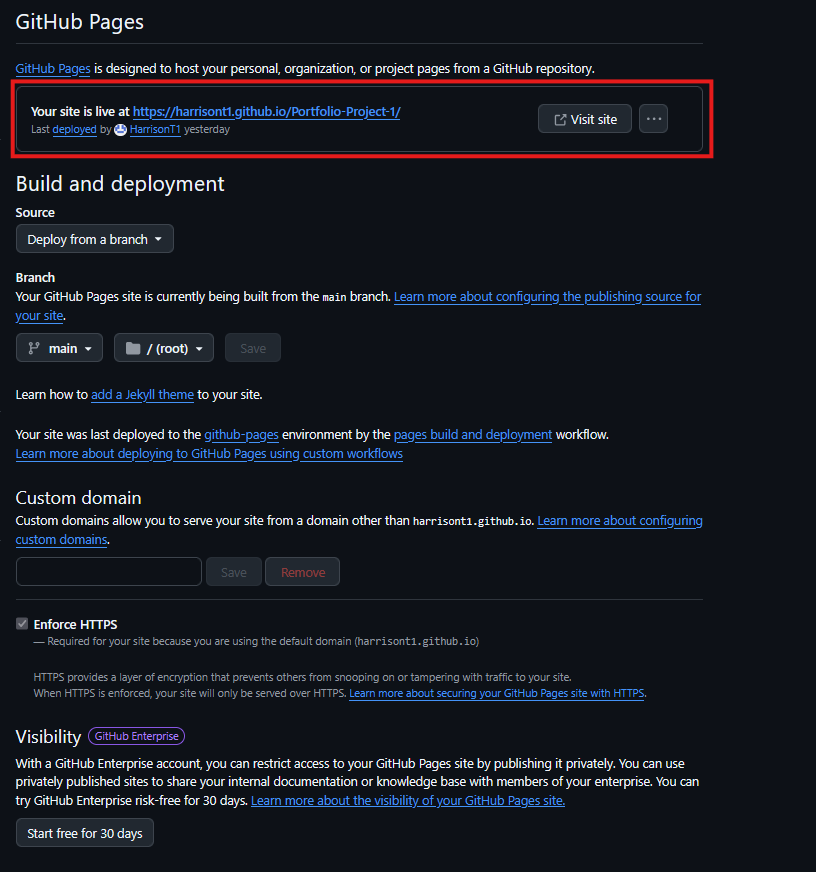 GitHub Pages
GitHub Pages is designed to host your personal, organization, or project pages from a GitHub repository.
Your site is live at https://harrisont1.github.io/Portfolio-Project-1/
Last deployed by HarrisonT1 yesterday
Visit site
Build and deployment
Source
Deploy from a branch
Branch
Your GitHub Pages site is currently being built from the main branch. Learn more about configuring the publishing source for
your site.
main / (root) Save
Learn how to add a Jekyll theme to your site.
Your site was last deployed to the github-pages environment by the pages build and deployment workflow.
Learn more about deploying to GitHub Pages using custom workflows
Custom domain
Custom domains allow you to serve your site from a domain other than harrisont1.github.io. Learn more about configuring
custom domains.
Save Remove
Enforce HTTPS
— Required for your site because you are using the default domain (harrisont1.github.io)
HTTPS provides a layer of encryption that prevents others from snooping on or tampering with traffic to your site.
When HTTPS is enforced, your site will only be served over HTTPS. Learn more about securing your GitHub Pages site with HTTPS.
Visibility GitHub Enterprise
With a GitHub Enterprise account, you can restrict access to your GitHub Pages site by publishing it privately. You can use
privately published sites to share your internal documentation or knowledge base with members of your enterprise. You can
try GitHub Enterprise risk-free for 30 days. Learn more about the visibility of your GitHub Pages site.
Start free for 30 days